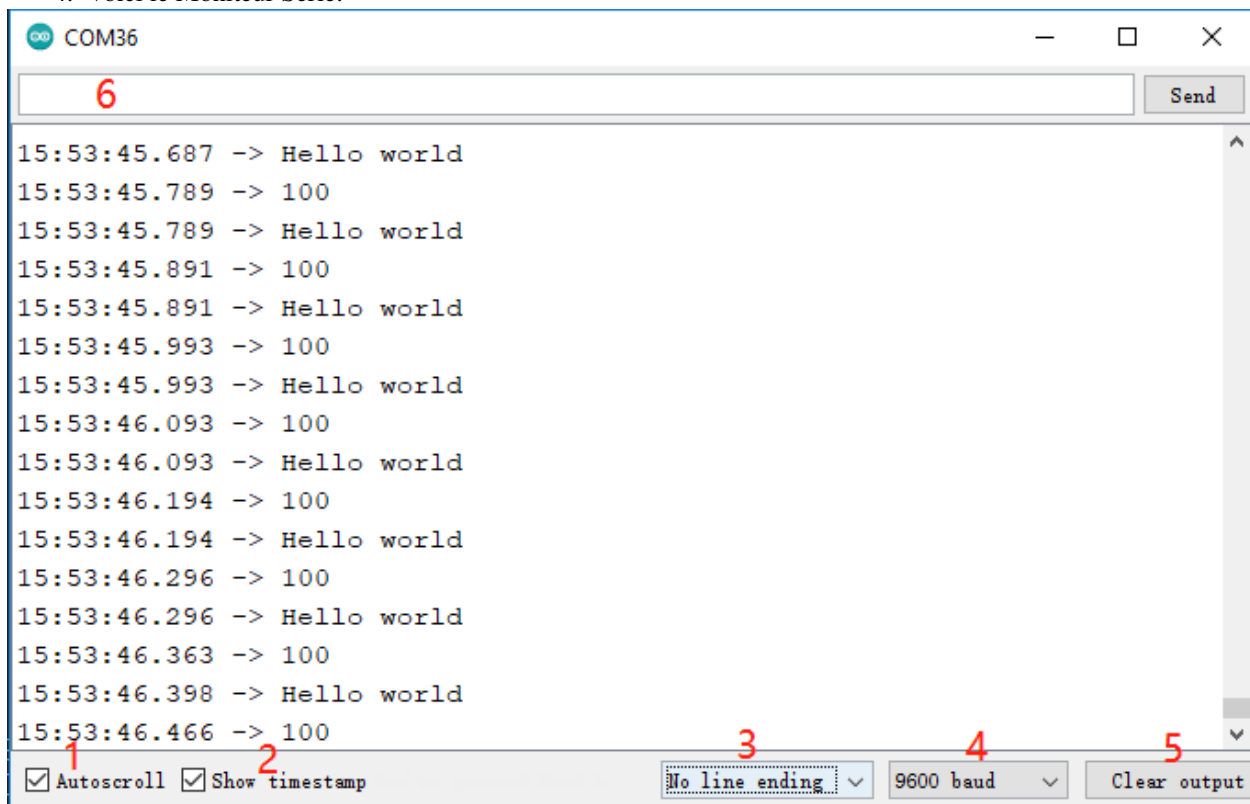 4. Voici le Moniteur Série:
COM36
6
Send
15:53:45.687 -> Hello world
15:53:45.789 -> 100
15:53:45.789 -> Hello world
15:53:45.891 -> 100
15:53:45.891 -> Hello world
15:53:45.993 -> 100
15:53:45.993 -> Hello world
15:53:46.093 -> 100
15:53:46.093 -> Hello world
15:53:46.194 -> 100
15:53:46.194 -> Hello world
15:53:46.296 -> 100
15:53:46.296 -> Hello world
15:53:46.363 -> 100
15:53:46.398 -> Hello world
15:53:46.466 -> 100
1 2 3 4 5
Autoscroll Show timestamp No line ending 9600 baud Clear output